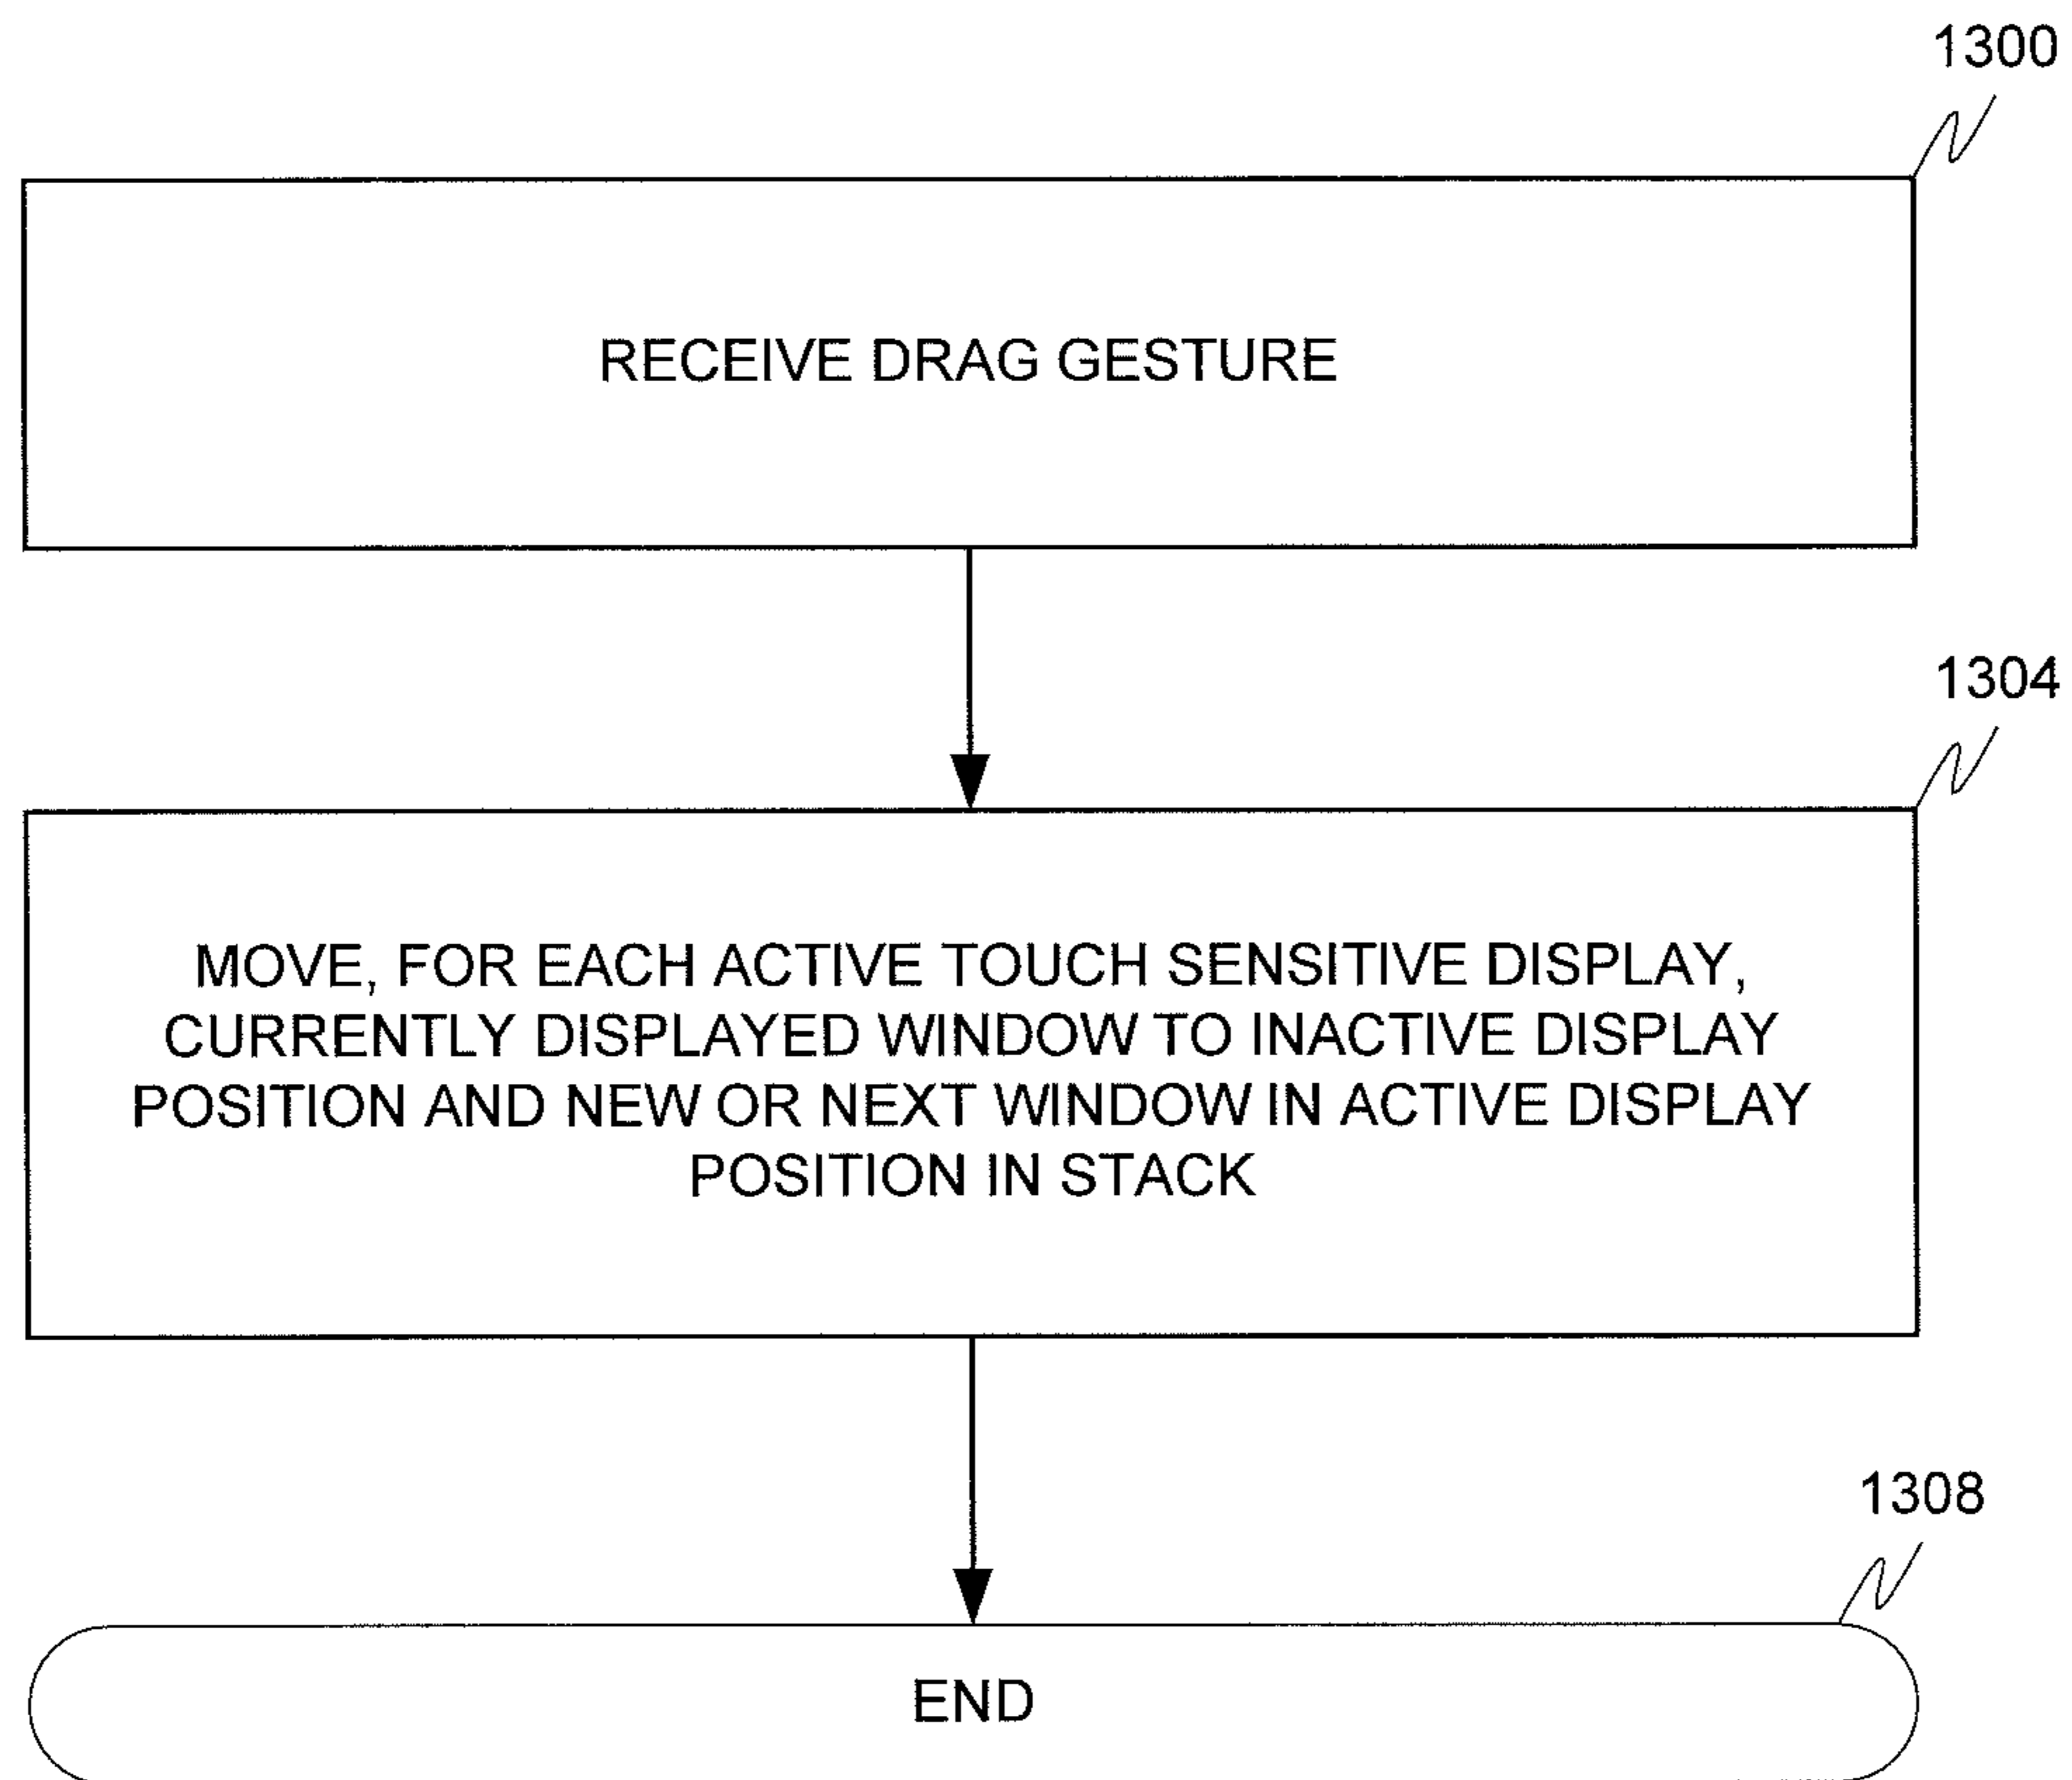 1300
RECEIVE DRAG GESTURE
1304
MOVE, FOR EACH ACTIVE TOUCH SENSITIVE DISPLAY,
CURRENTLY DISPLAYED WINDOW TO INACTIVE DISPLAY
POSITION AND NEW OR NEXT WINDOW IN ACTIVE DISPLAY
POSITION IN STACK
1308
END